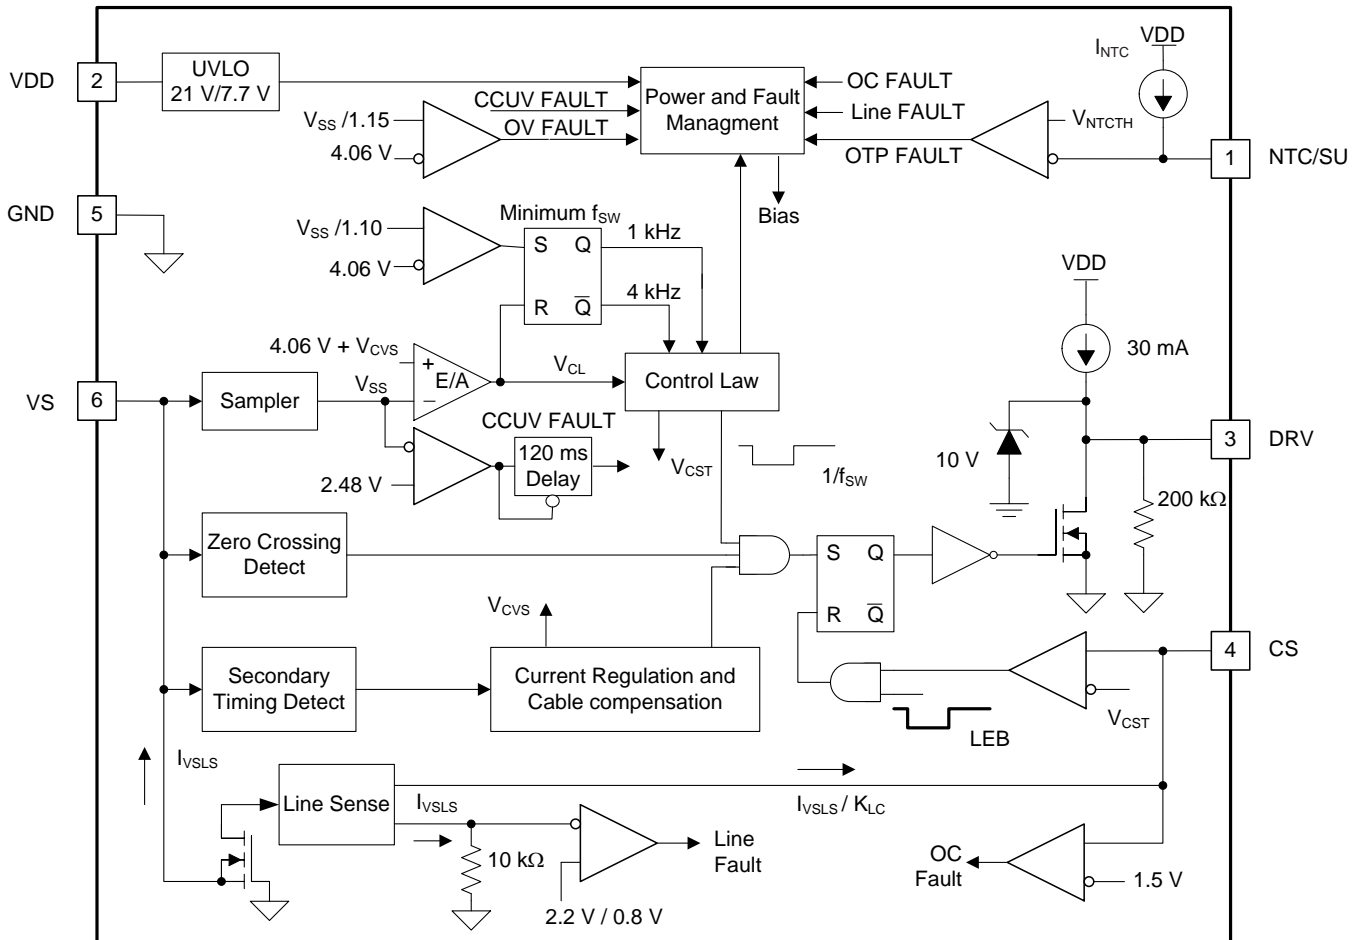 VDD
2
UVLO
21 V/7.7 V
CCUV FAULT
VSS /1.15
OV FAULT
4.06 V
Power and Fault
Managment
OC FAULT
Line FAULT
OTP FAULT
INTC
VDD
VNTCTH
1
NTC/SU
GND
5
Bias
Minimum fSW
VSS /1.10
4.06 V
S
Q
R
Q̅
1 kHz
4 kHz
VDD
30 mA
4.06 V + VCVS
+
E/A
−
VCL
Control Law
VS
6
Sampler
VSS
CCUV FAULT
120 ms
Delay
2.48 V
VCST
1/fSW
10 V
3
DRV
200 kΩ
Zero Crossing
Detect
S
Q
R
Q̅
VCVS
Secondary
Timing Detect
Current Regulation and
Cable compensation
4
CS
VCST
LEB
IVSLS
Line Sense
IVSLS
IVSLS / KLC
10 kΩ
2.2 V / 0.8 V
Line
Fault
OC
Fault
1.5 V